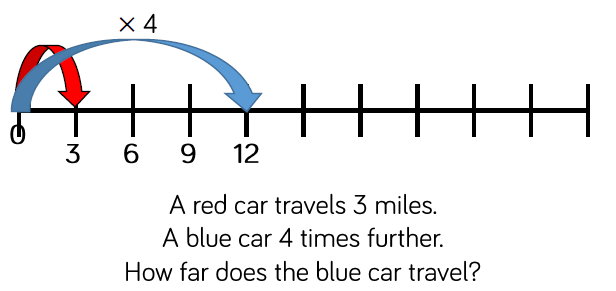 × 4
0 3 6 9 12
A red car travels 3 miles.
A blue car 4 times further.
How far does the blue car travel?